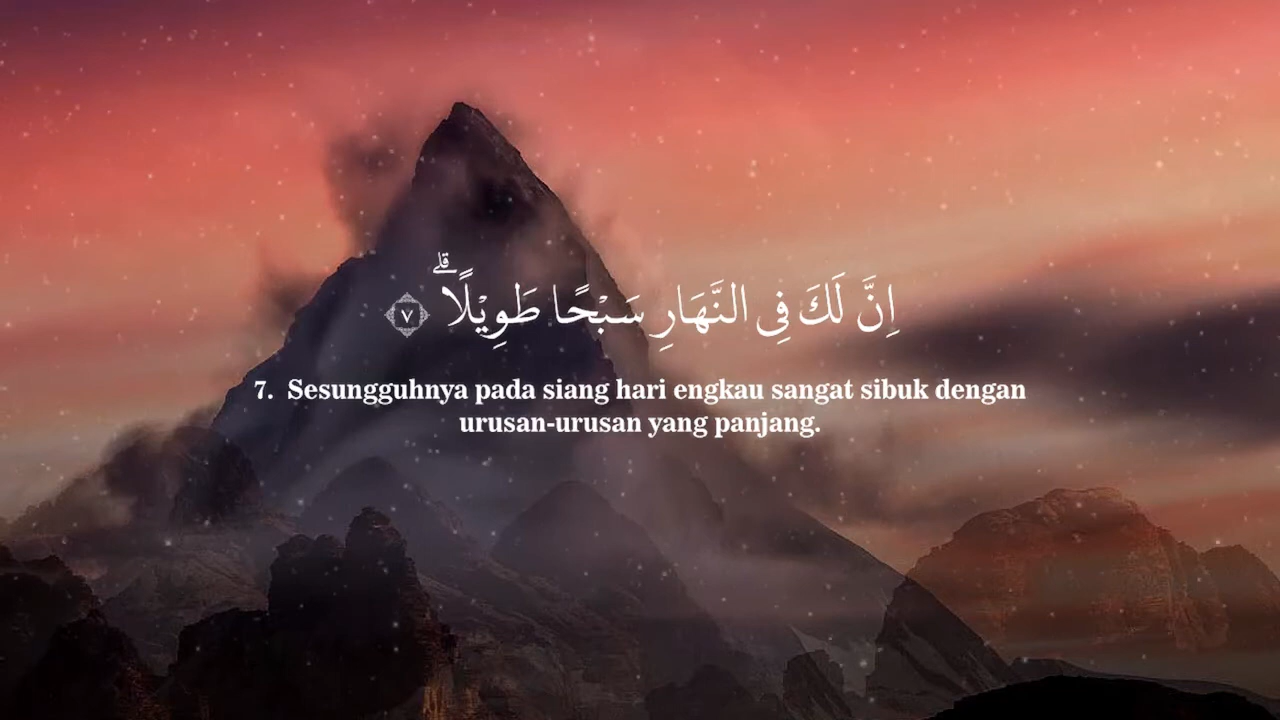 اِنَّ لَكَ فِى النَّهَارِ سَبْحًا طَوِيْلًاۗ ۝٧
7. Sesungguhnya pada siang hari engkau sangat sibuk dengan
urusan-urusan yang panjang.